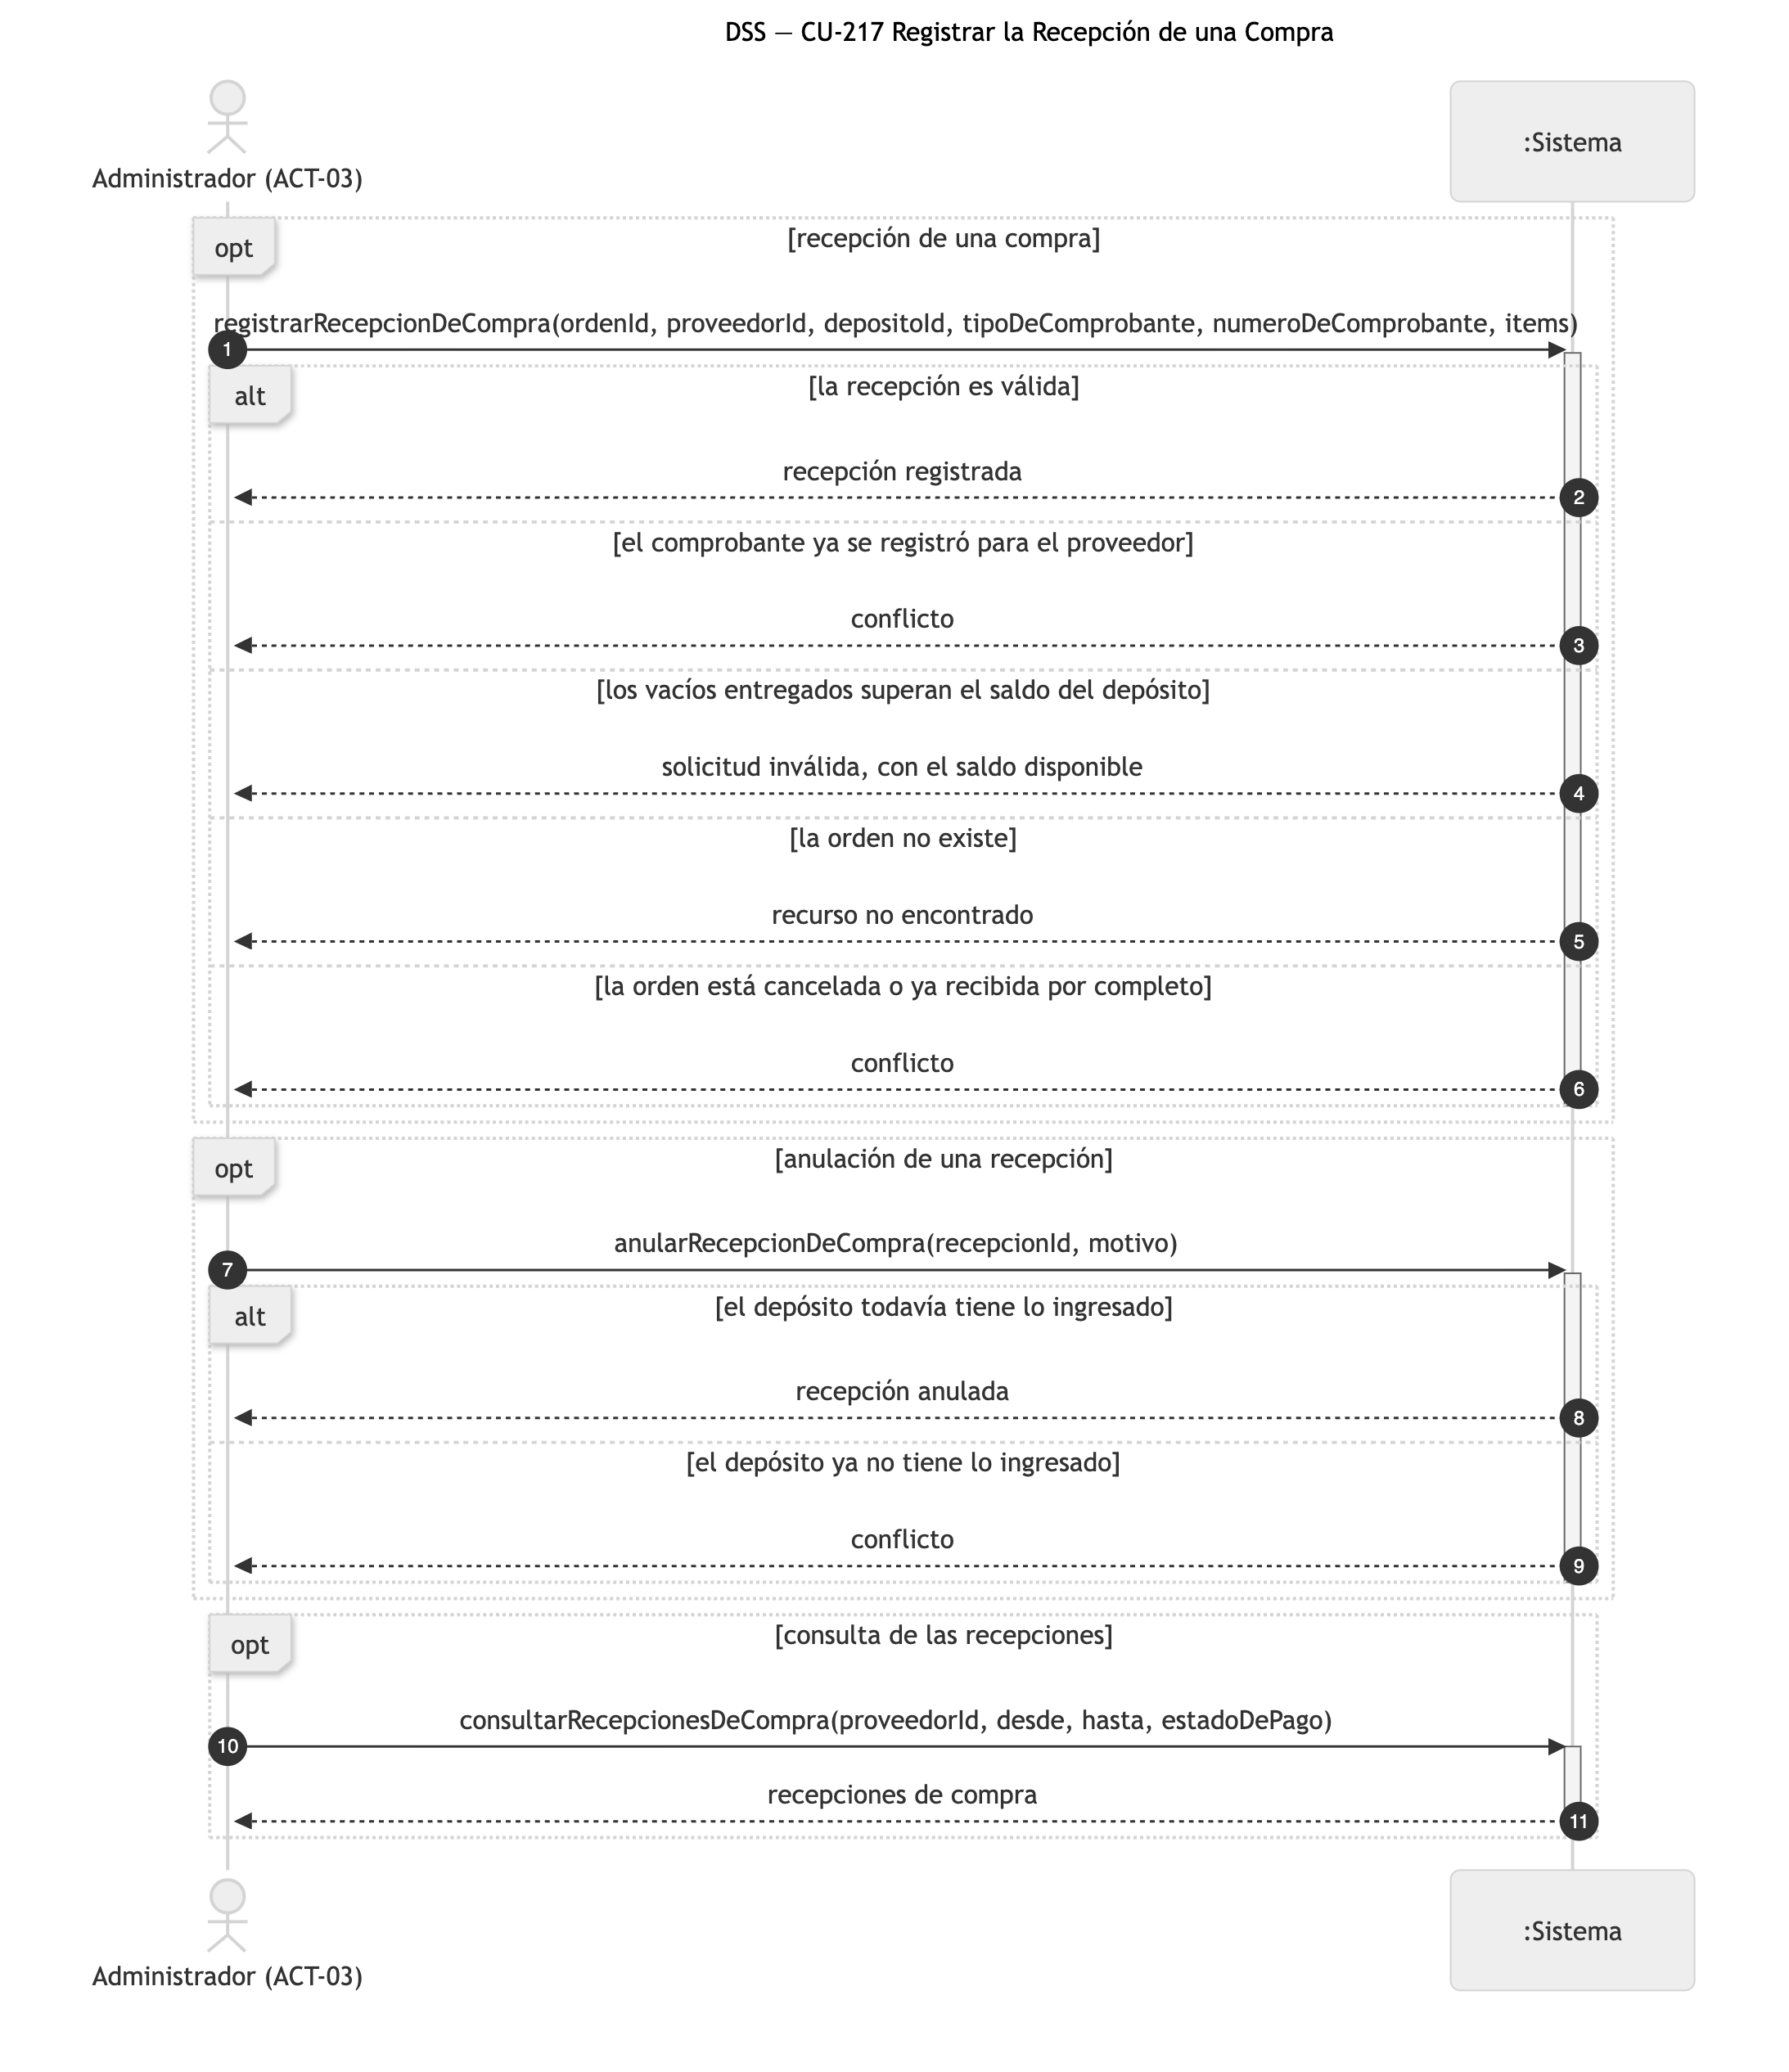 DSS — CU-217 Registrar la Recepción de una Compra
Administrador (ACT-03)
:Sistema
opt
[recepción de una compra]
registrarRecepcionDeCompra(ordenId, proveedorId, depositoId, tipoDeComprobante, numeroDeComprobante, items)
1
alt
[la recepción es válida]
recepción registrada
2
[el comprobante ya se registró para el proveedor]
conflicto
3
[los vacíos entregados superan el saldo del depósito]
solicitud inválida, con el saldo disponible
4
[la orden no existe]
recurso no encontrado
5
[la orden está cancelada o ya recibida por completo]
conflicto
6
opt
[anulación de una recepción]
anularRecepcionDeCompra(recepcionId, motivo)
7
alt
[el depósito todavía tiene lo ingresado]
recepción anulada
8
[el depósito ya no tiene lo ingresado]
conflicto
9
opt
[consulta de las recepciones]
consultarRecepcionesDeCompra(proveedorId, desde, hasta, estadoDePago)
10
recepciones de compra
11
Administrador (ACT-03)
:Sistema